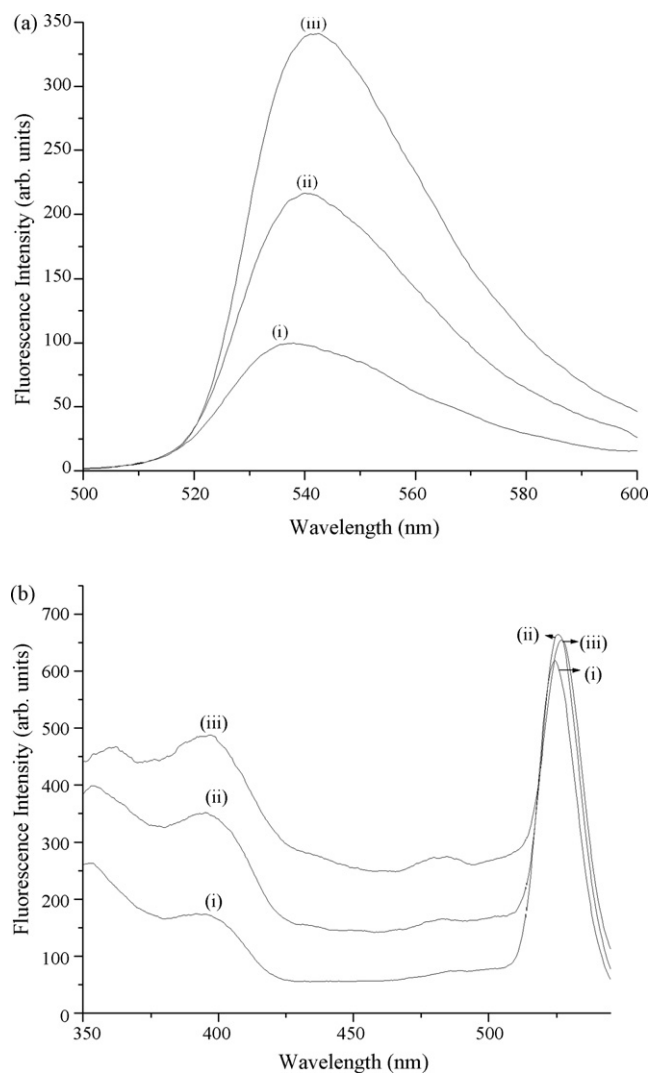 (a)
350
300
250
200
150
100
50
0
Fluorescence Intensity (arb. units)
(iii)
(ii)
(i)
500 520 540 560 580 600
Wavelength (nm)
(b)
700
600
500
400
300
200
100
0
Fluorescence Intensity (arb. units)
(iii)
(ii)
(i)
(ii)
(iii)
(i)
350 400 450 500
Wavelength (nm)